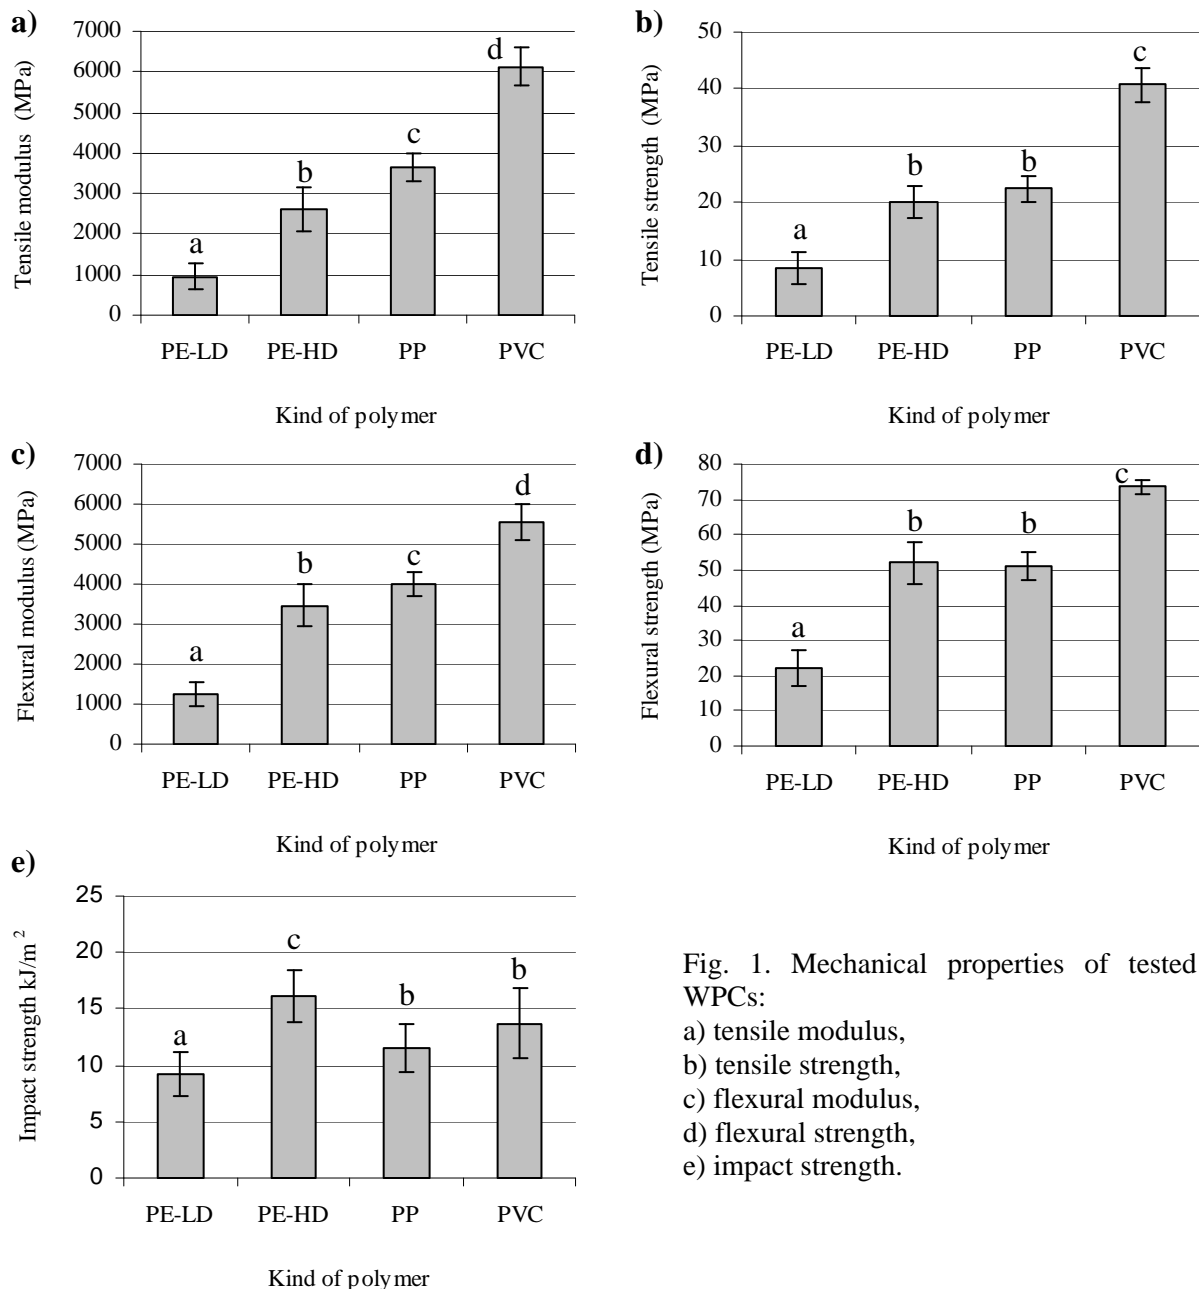 a)
Tensile modulus (MPa)
7000
6000
5000
4000
3000
2000
1000
0
a
b
c
d
PE-LD PE-HD PP PVC
Kind of polymer
b)
Tensile strength (MPa)
50
40
30
20
10
0
a
b
b
c
PE-LD PE-HD PP PVC
Kind of polymer
c)
Flexural modulus (MPa)
7000
6000
5000
4000
3000
2000
1000
0
a
b
c
d
PE-LD PE-HD PP PVC
Kind of polymer
d)
Flexural strength (MPa)
80
70
60
50
40
30
20
10
0
a
b
b
c
PE-LD PE-HD PP PVC
Kind of polymer
e)
Impact strength kJ/m²
25
20
15
10
5
0
a
c
b
b
PE-LD PE-HD PP PVC
Kind of polymer
Fig. 1. Mechanical properties of tested
WPCs:
a) tensile modulus,
b) tensile strength,
c) flexural modulus,
d) flexural strength,
e) impact strength.